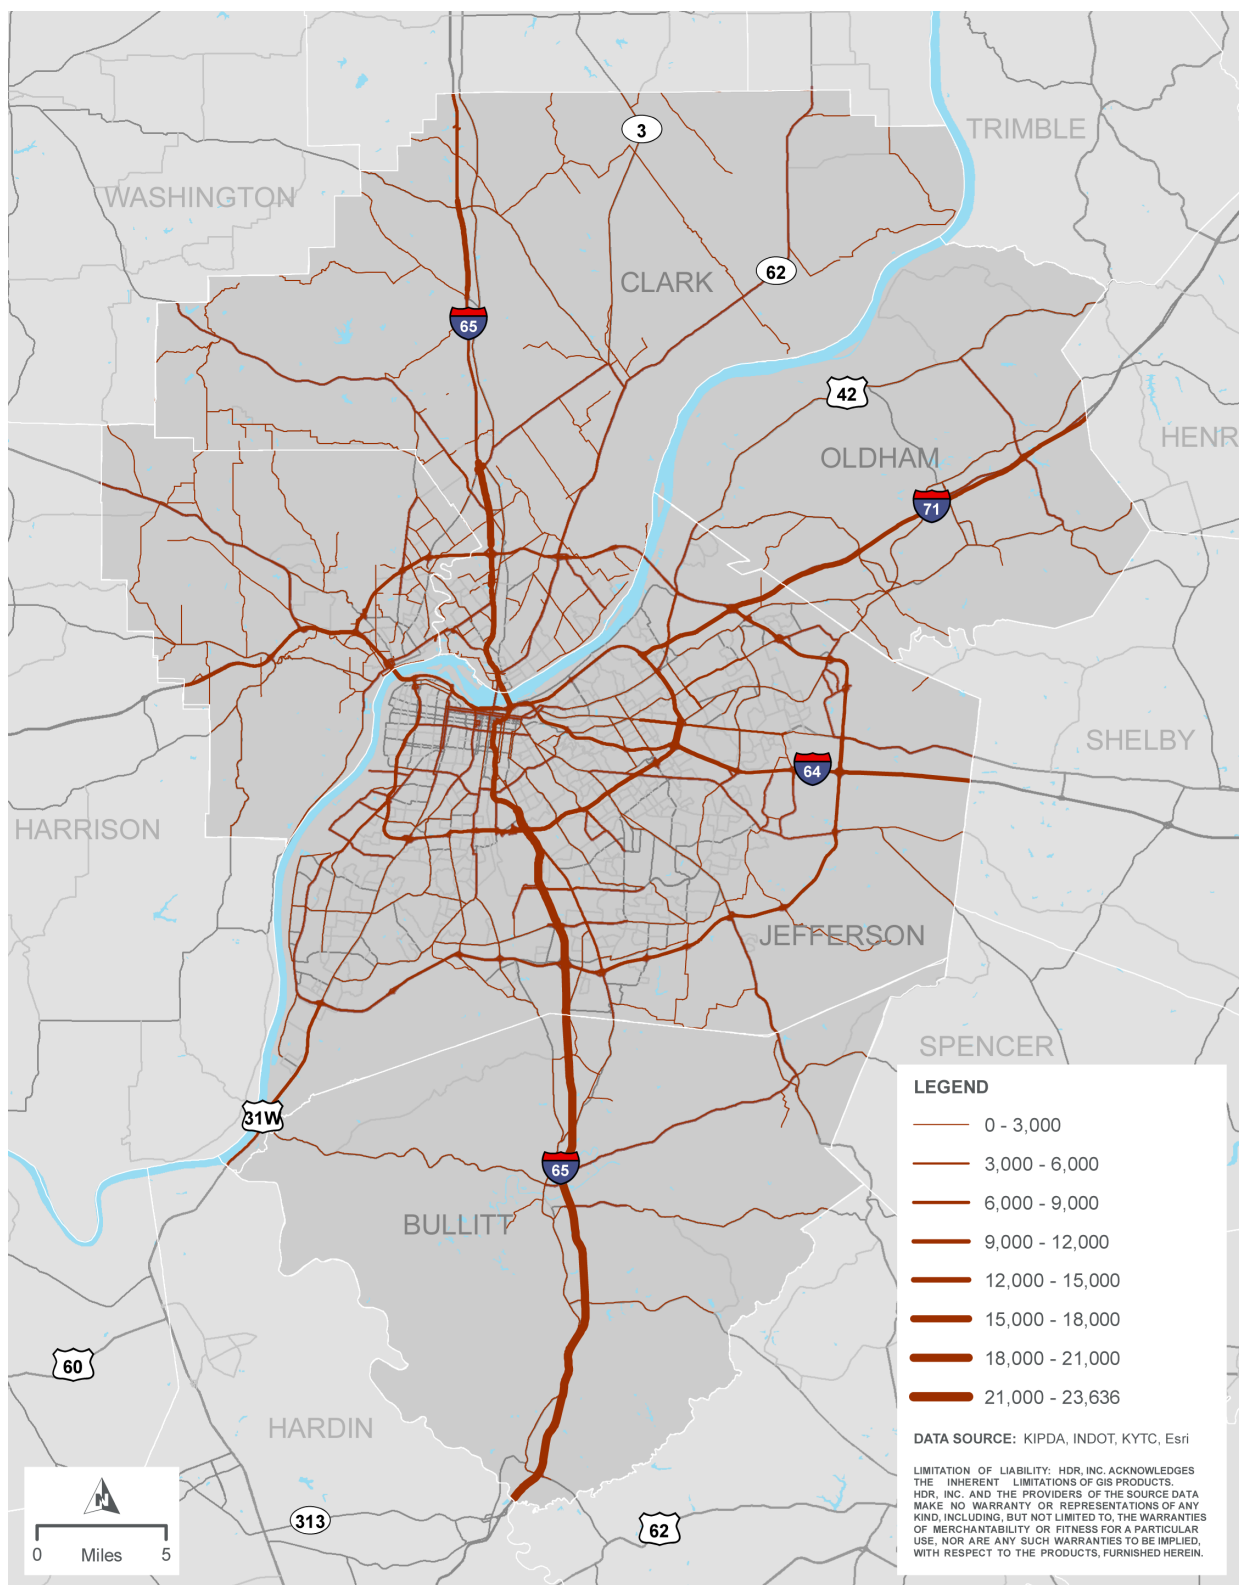 3
TRIMBLE
WASHINGTON
62
CLARK
65
42
OLDHAM
HENR
71
SHELBY
64
HARRISON
JEFFERSON
SPENCER
31W
65
BULLITT
60
HARDIN
313
62
N
0 Miles 5
LEGEND
0 - 3,000
3,000 - 6,000
6,000 - 9,000
9,000 - 12,000
12,000 - 15,000
15,000 - 18,000
18,000 - 21,000
21,000 - 23,636
DATA SOURCE: KIPDA, INDOT, KYTC, Esri
LIMITATION OF LIABILITY: HDR, INC. ACKNOWLEDGES
THE INHERENT LIMITATIONS OF GIS PRODUCTS.
HDR, INC. AND THE PROVIDERS OF THE SOURCE DATA
MAKE NO WARRANTY OR REPRESENTATIONS OF ANY
KIND, INCLUDING, BUT NOT LIMITED TO, THE WARRANTIES
OF MERCHANTABILITY OR FITNESS FOR A PARTICULAR
USE, NOR ARE ANY SUCH WARRANTIES TO BE IMPLIED,
WITH RESPECT TO THE PRODUCTS, FURNISHED HEREIN.